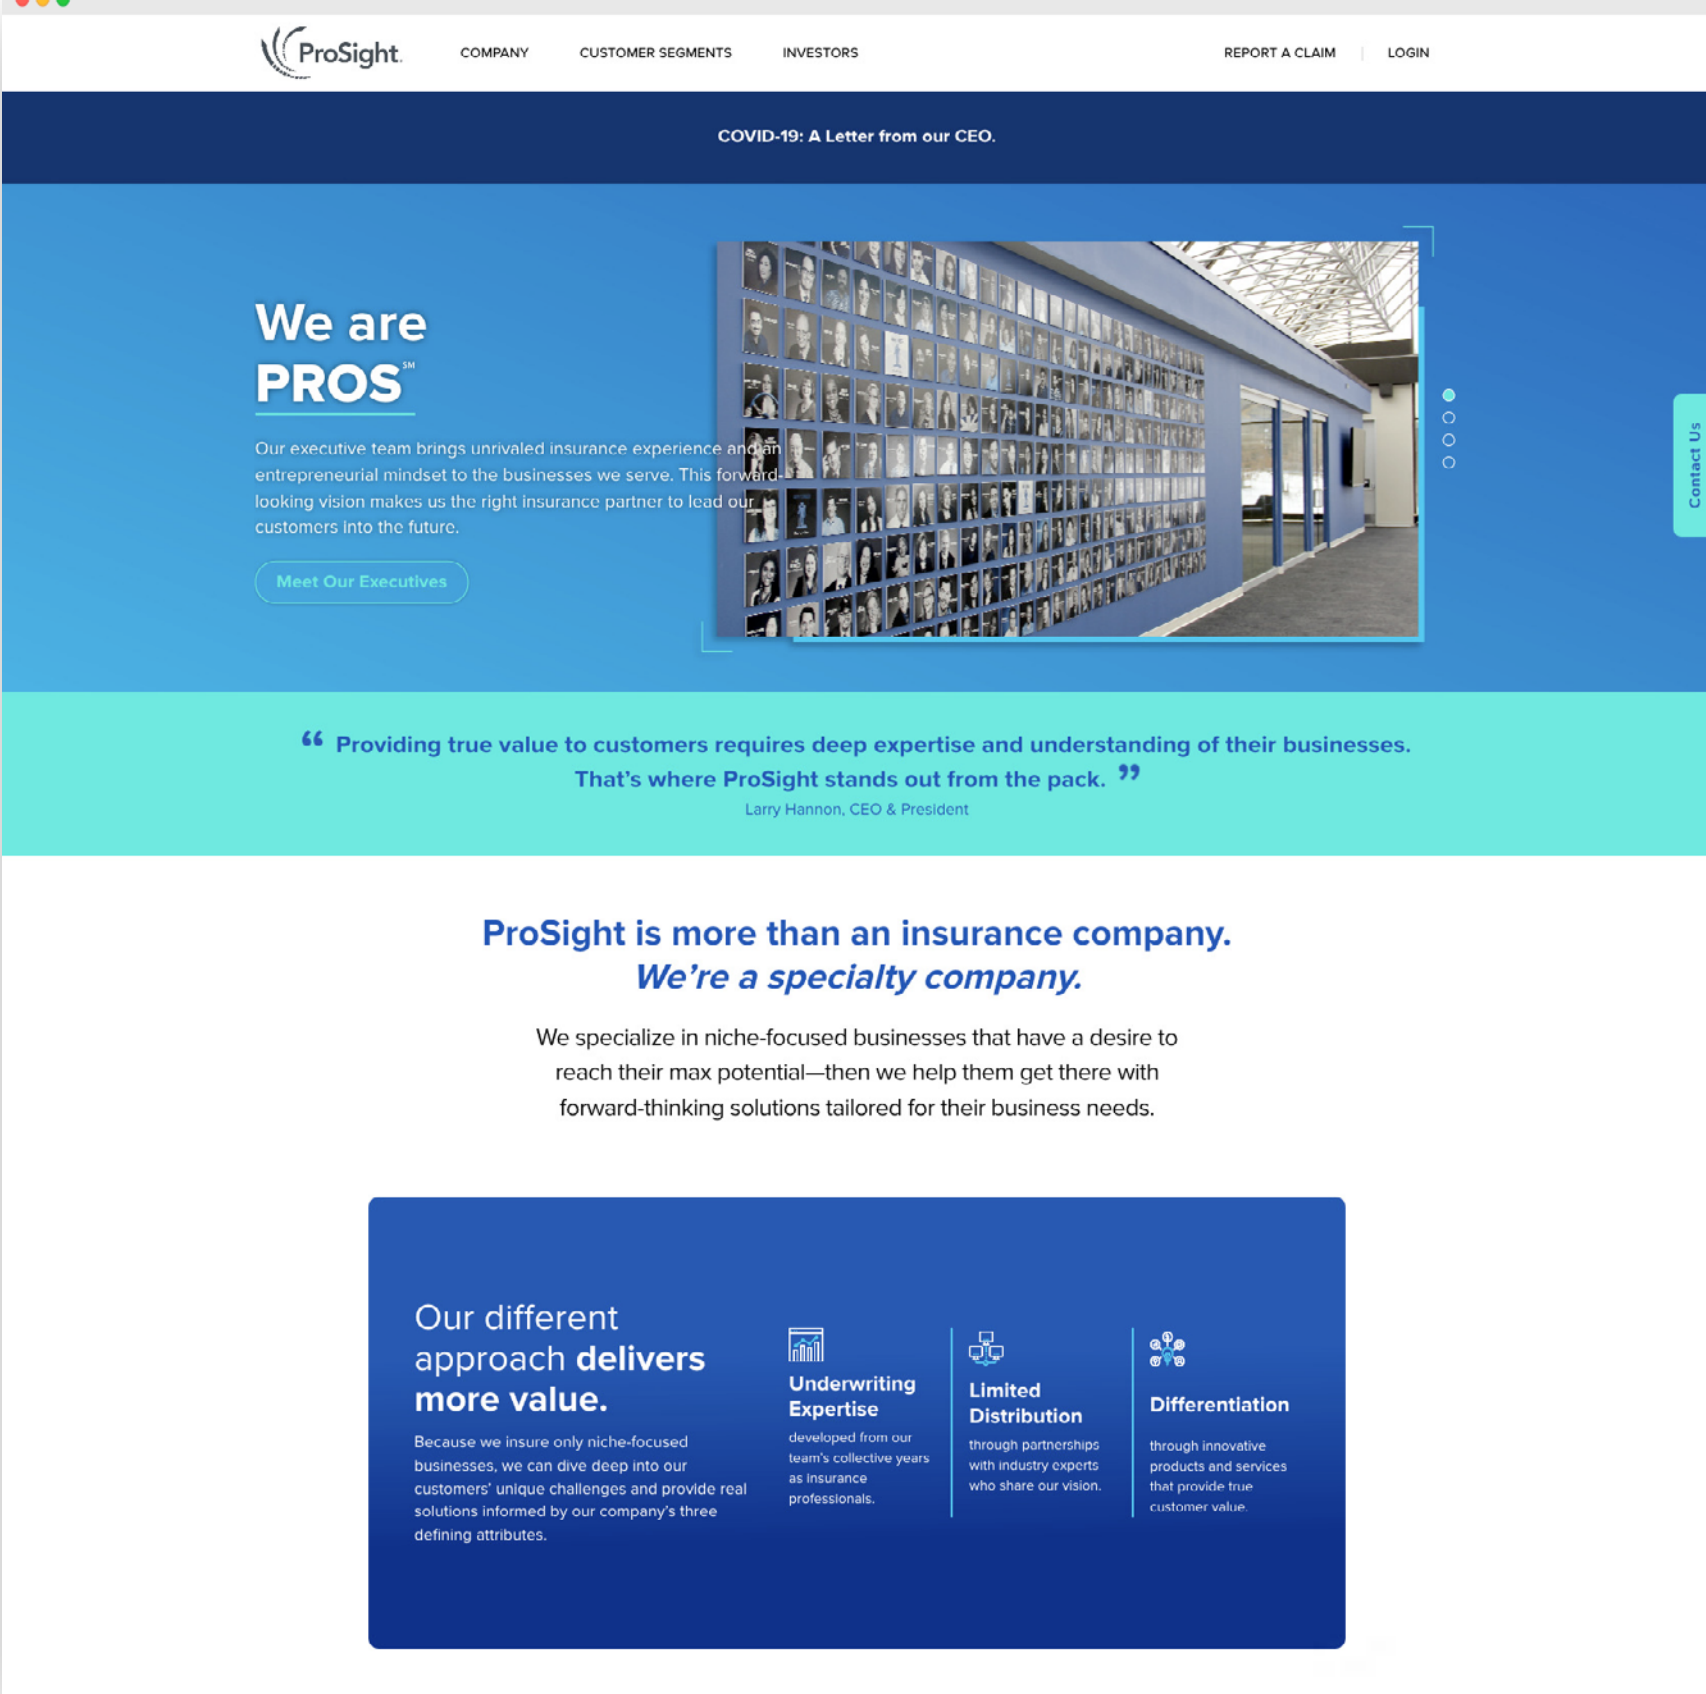 ProSight.
COMPANY
CUSTOMER SEGMENTS
INVESTORS
REPORT A CLAIM
LOGIN
COVID-19: A Letter from our CEO.
We are
PROS℠
Our executive team brings unrivaled insurance experience and an
entrepreneurial mindset to the businesses we serve. This forward-
looking vision makes us the right insurance partner to lead our
customers into the future.
Meet Our Executives
Contact Us
“ Providing true value to customers requires deep expertise and understanding of their businesses.
That’s where ProSight stands out from the pack. ”
Larry Hannon, CEO & President
ProSight is more than an insurance company.
We’re a specialty company.
We specialize in niche-focused businesses that have a desire to
reach their max potential—then we help them get there with
forward-thinking solutions tailored for their business needs.
Our different
approach delivers
more value.
Because we insure only niche-focused
businesses, we can dive deep into our
customers’ unique challenges and provide real
solutions informed by our company’s three
defining attributes.
Underwriting
Expertise
developed from our
team’s collective years
as insurance
professionals.
Limited
Distribution
through partnerships
with industry experts
who share our vision.
Differentiation
through innovative
products and services
that provide true
customer value.